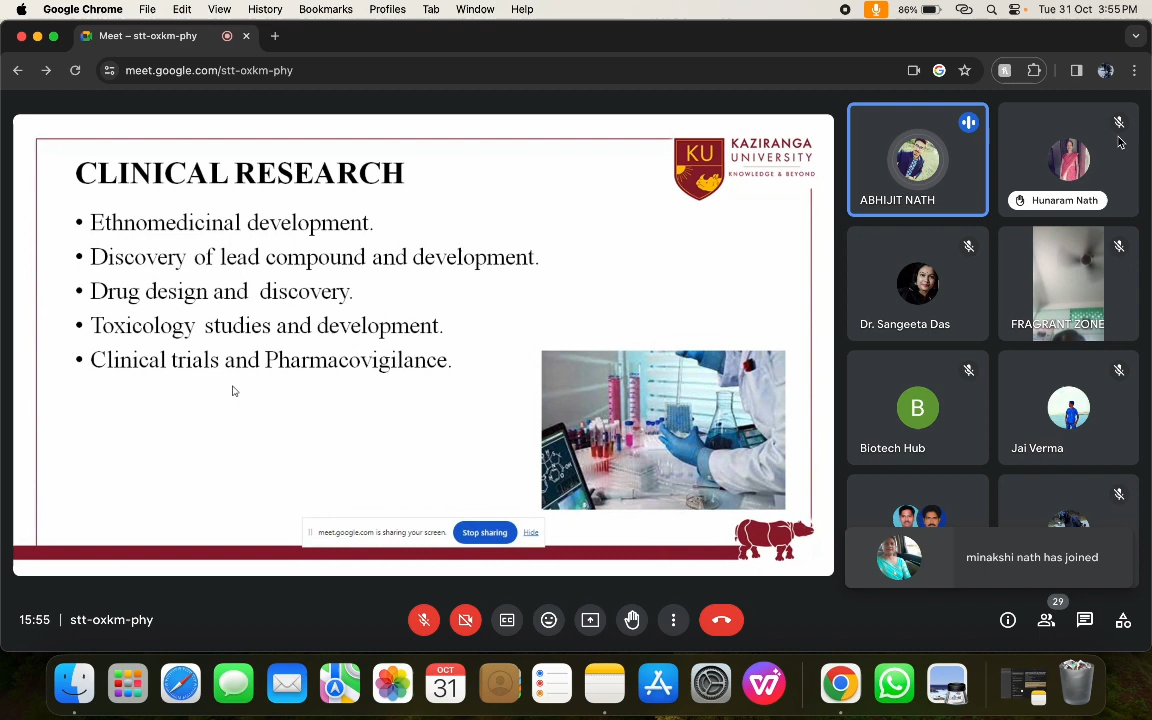 Google Chrome File Edit View History Bookmarks Profiles Tab Window Help
86% Tue 31 Oct 3:55 PM
Meet – stt-oxkm-phy
meet.google.com/stt-oxkm-phy
CLINICAL RESEARCH
KU
KAZIRANGA
UNIVERSITY
KNOWLEDGE & BEYOND
• Ethnomedicinal development.
• Discovery of lead compound and development.
• Drug design and discovery.
• Toxicology studies and development.
• Clinical trials and Pharmacovigilance.
meet.google.com is sharing your screen. Stop sharing Hide
ABHIJIT NATH
Hunaram Nath
Dr. Sangeeta Das
FRAGRANT ZONE
B
Biotech Hub
Jai Verma
minakshi nath has joined
15:55 | stt-oxkm-phy
29
OCT
31